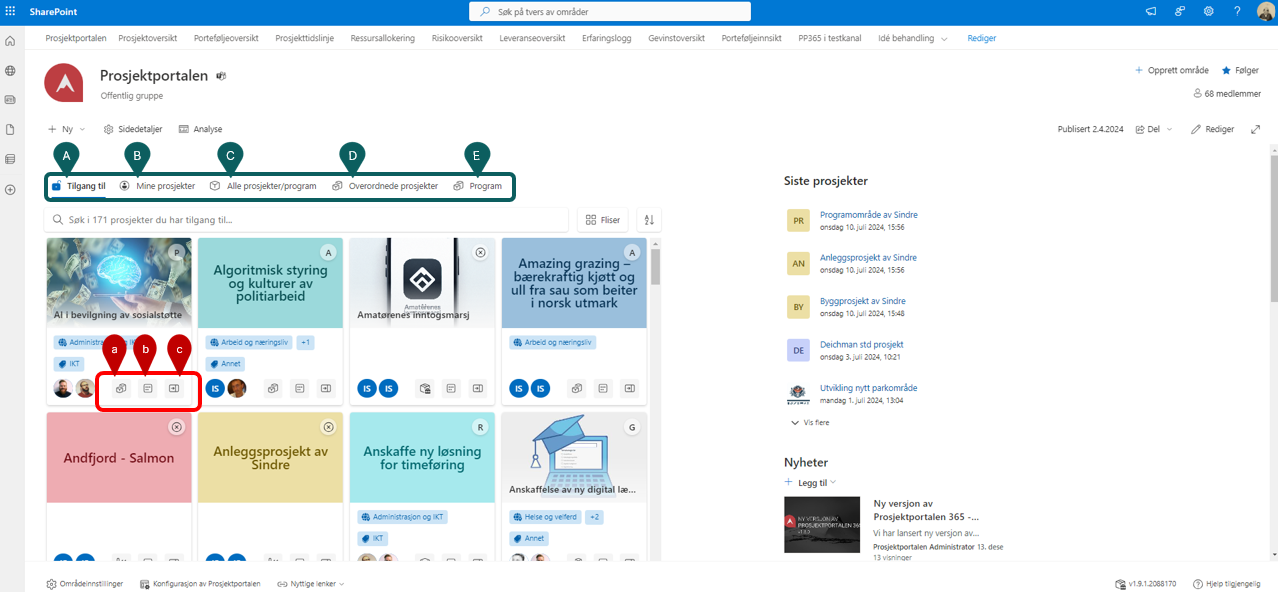 SharePoint
Søk på tvers av områder
?
Prosjektportalen Prosjektoversikt Porteføljeoversikt Prosjekttidslinje Ressursallokering Risikooversikt Leveranseoversikt Erfaringslogg Gevinstoversikt Porteføljeinnsikt PP365 i testkanal Idé behandling Rediger
Prosjektportalen
Offentlig gruppe
Opprett område Følger
68 medlemmer
Ny Sidedetaljer Analyse
Publisert 2.4.2024 Del Rediger
A B C D E
Tilgang til Mine prosjekter Alle prosjekter/program Overordnede prosjekter Program
Søk i 171 prosjekter du har tilgang til...
Fliser
P
AI i bevilgning av sosialstøtte
Administras
IKT
a b c
A
Algoritmisk styring
og kulturer av
politiarbeid
Arbeid og næringsliv +1
Annet
IS
Amatørenes
Amatørenes inntogsmarsj
IS IS
A
Amazing grazing –
bærekraftig kjøtt og
ull fra sau som beiter
i norsk utmark
Arbeid og næringsliv
IS IS
Andfjord - Salmon
Anleggsprosjekt av
Sindre
R
Anskaffe ny løsning
for timeføring
Administrasjon og IKT
IKT
G
Anskaffelse av ny digital læ...
Helse og velferd +2
Annet
Siste prosjekter
PR
Programområde av Sindre
onsdag 10. juli 2024, 15:56
AN
Anleggsprosjekt av Sindre
onsdag 10. juli 2024, 15:56
BY
Byggprosjekt av Sindre
onsdag 10. juli 2024, 15:48
DE
Deichman std prosjekt
onsdag 3. juli 2024, 10:21
Utvikling nytt parkområde
mandag 1. juli 2024, 13:04
Vis flere
Nyheter
Legg til
NY VERSJON AV
PROSJEKTPORTALEN 365
Ny versjon av
Prosjektportalen 365 -...
Vi har lansert ny versjon av...
Prosjektportalen Administrator 13. dese
13 visninger
Områdeinnstillinger Konfigurasjon av Prosjektportalen Nyttige lenker
v1.9.1.2088170 Hjelp tilgjengelig